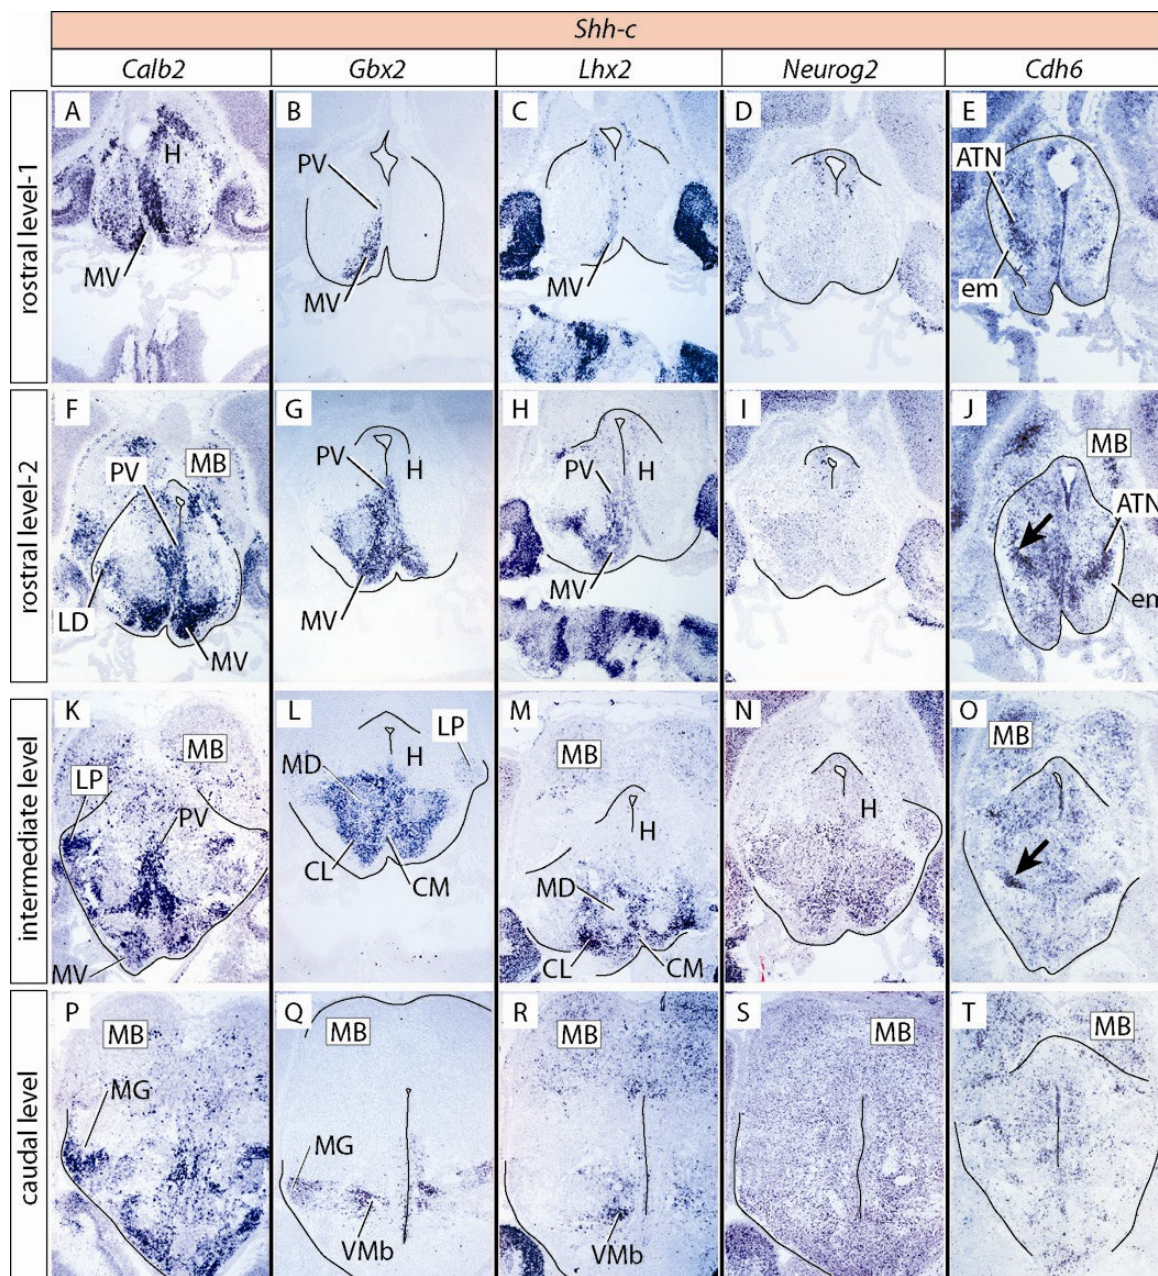 Shh-c
Calb2 Gbx2 Lhx2 Neurog2 Cdh6
rostral level-1
A H MV
B PV MV
C MV
D
E ATN em
rostral level-2
F MB PV LD MV
G PV H MV
H PV H MV
I
J MB ATN em
intermediate level
K MB LP PV MV
L LP H MD CL CM
M MB H MD CL CM
N H
O MB
caudal level
P MB MG
Q MB MG VMb
R MB VMb
S MB
T MB